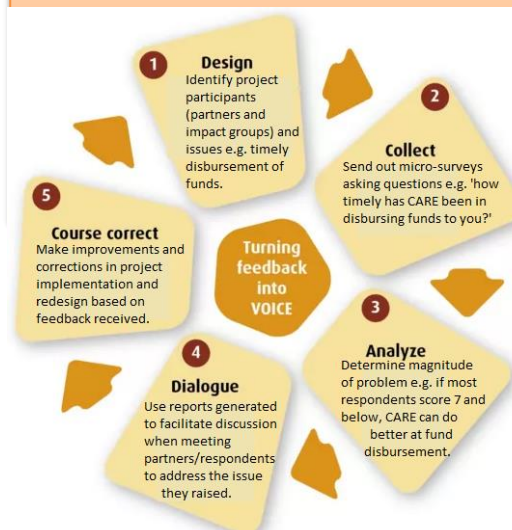 1
Design
Identify project
participants
(partners and
impact groups) and
issues e.g. timely
disbursement of
funds.
2
Collect
Send out micro-surveys
asking questions e.g. 'how
timely has CARE been in
disbursing funds to you?'
3
Analyze
Determine magnitude
of problem e.g. if most
respondents score 7 and
below, CARE can do
better at fund
disbursement.
4
Dialogue
Use reports generated
to facilitate discussion
when meeting
partners/respondents
to address the issue
they raised.
5
Course correct
Make improvements and
corrections in project
implementation and
redesign based on
feedback received.
Turning
feedback
into
VOICE